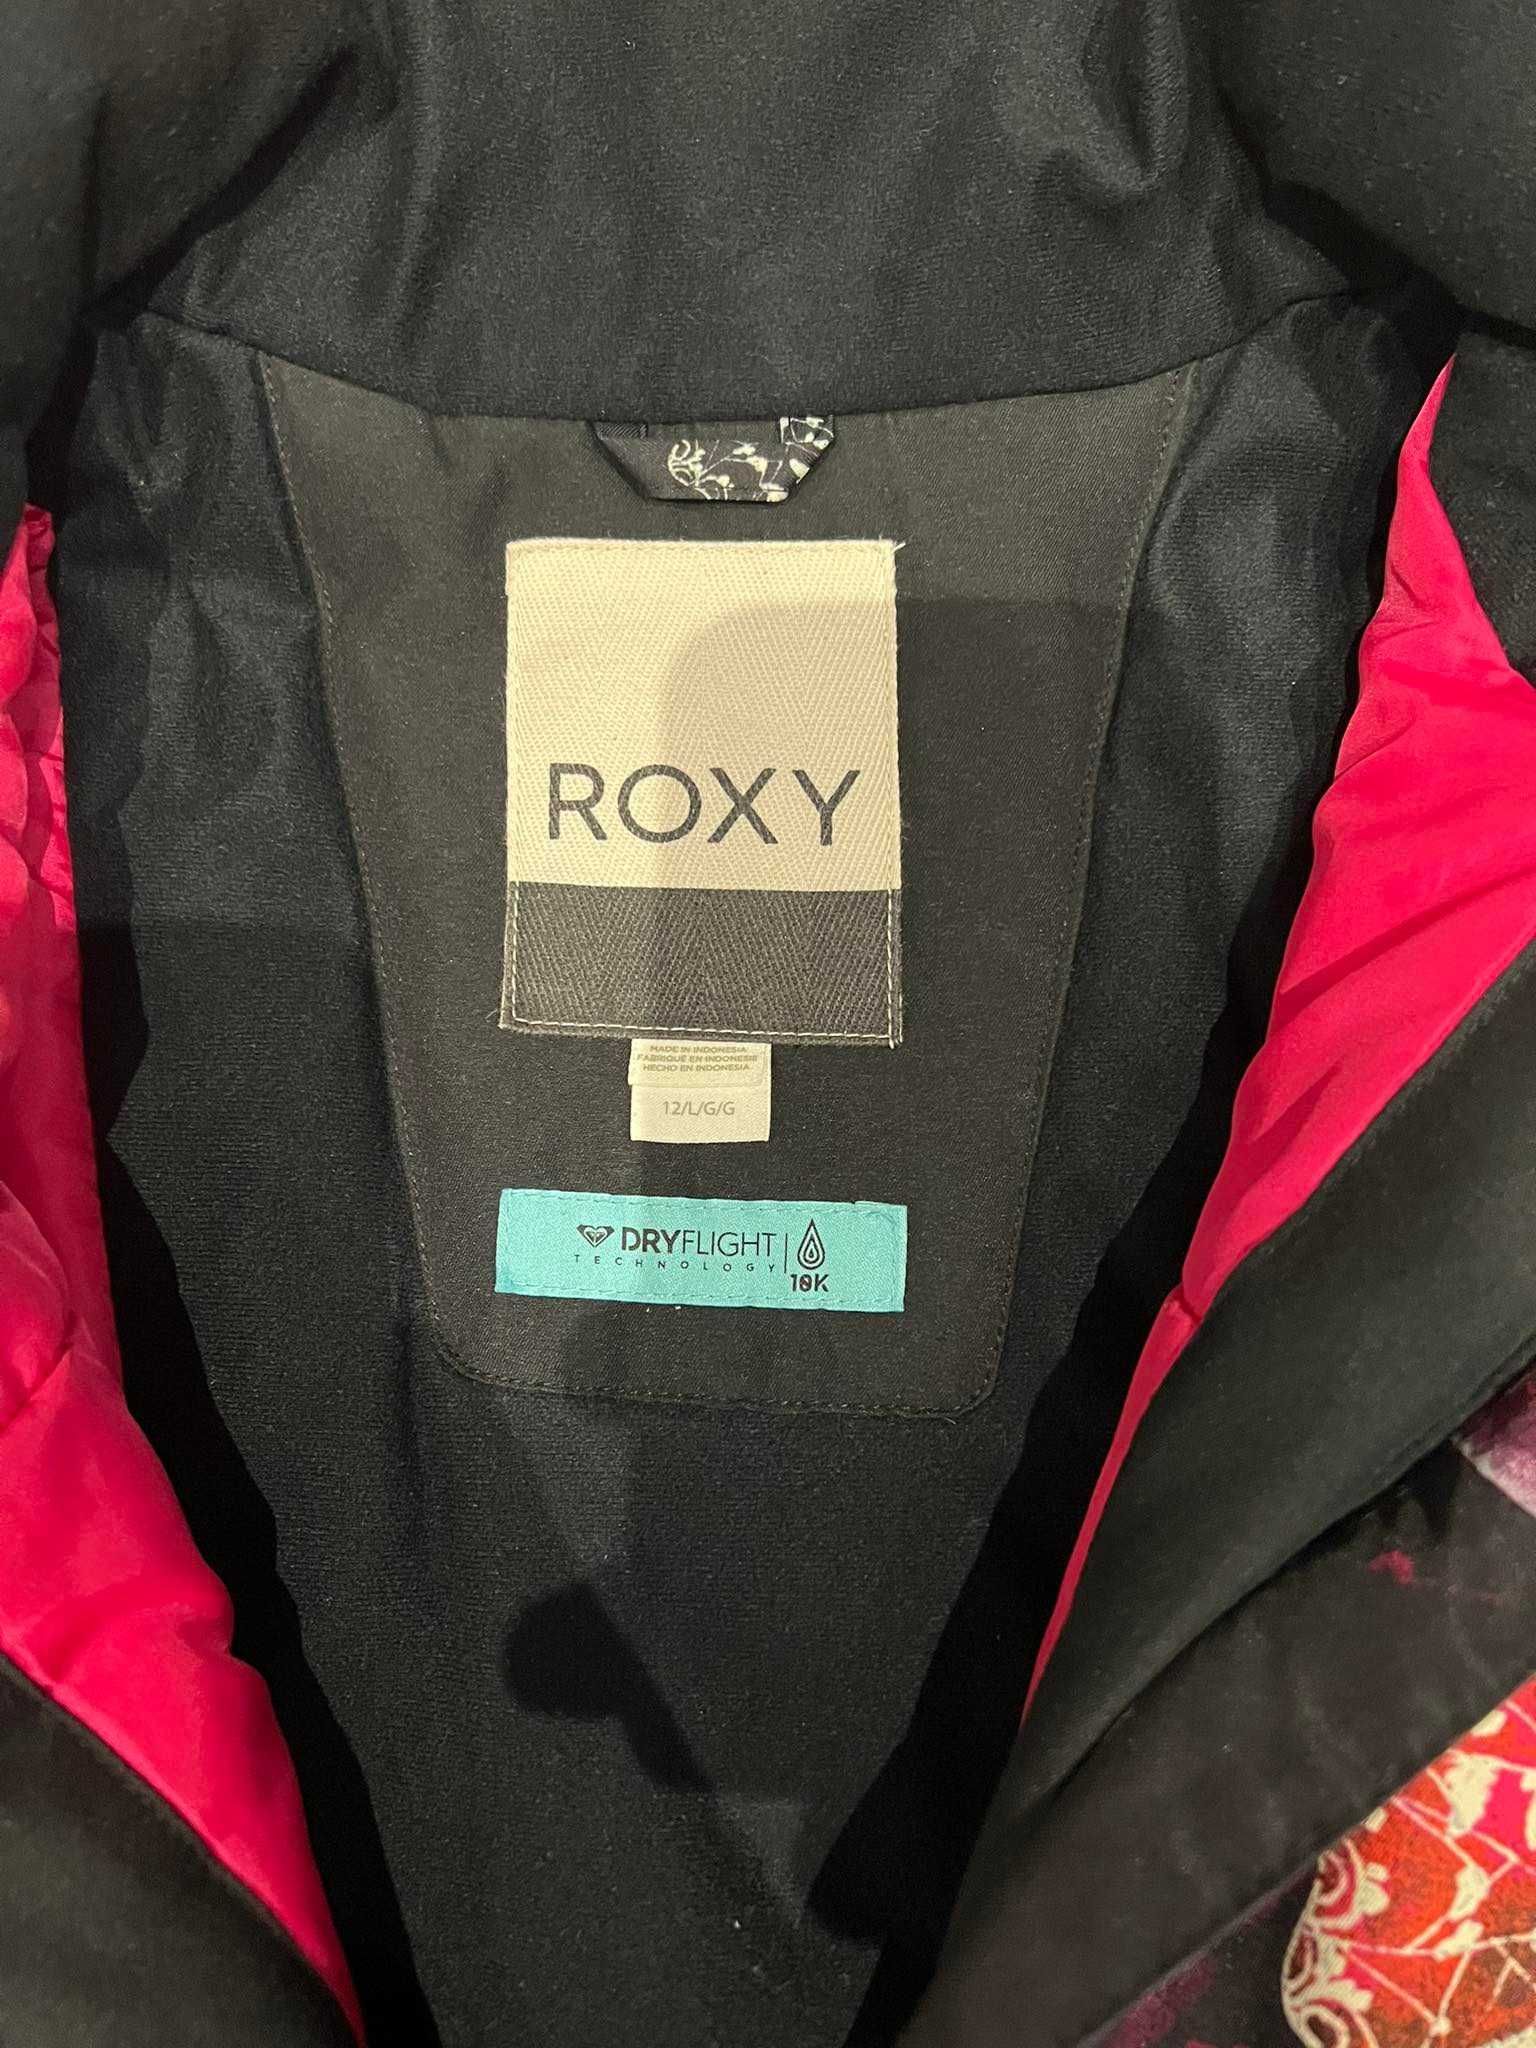 ROXY
MADE IN INDONESIA
FABRIQUÉ EN INDONESIE
HECHO EN INDONESIA
12/L/G/G
DRYFLIGHT
TECHNOLOGY
10K